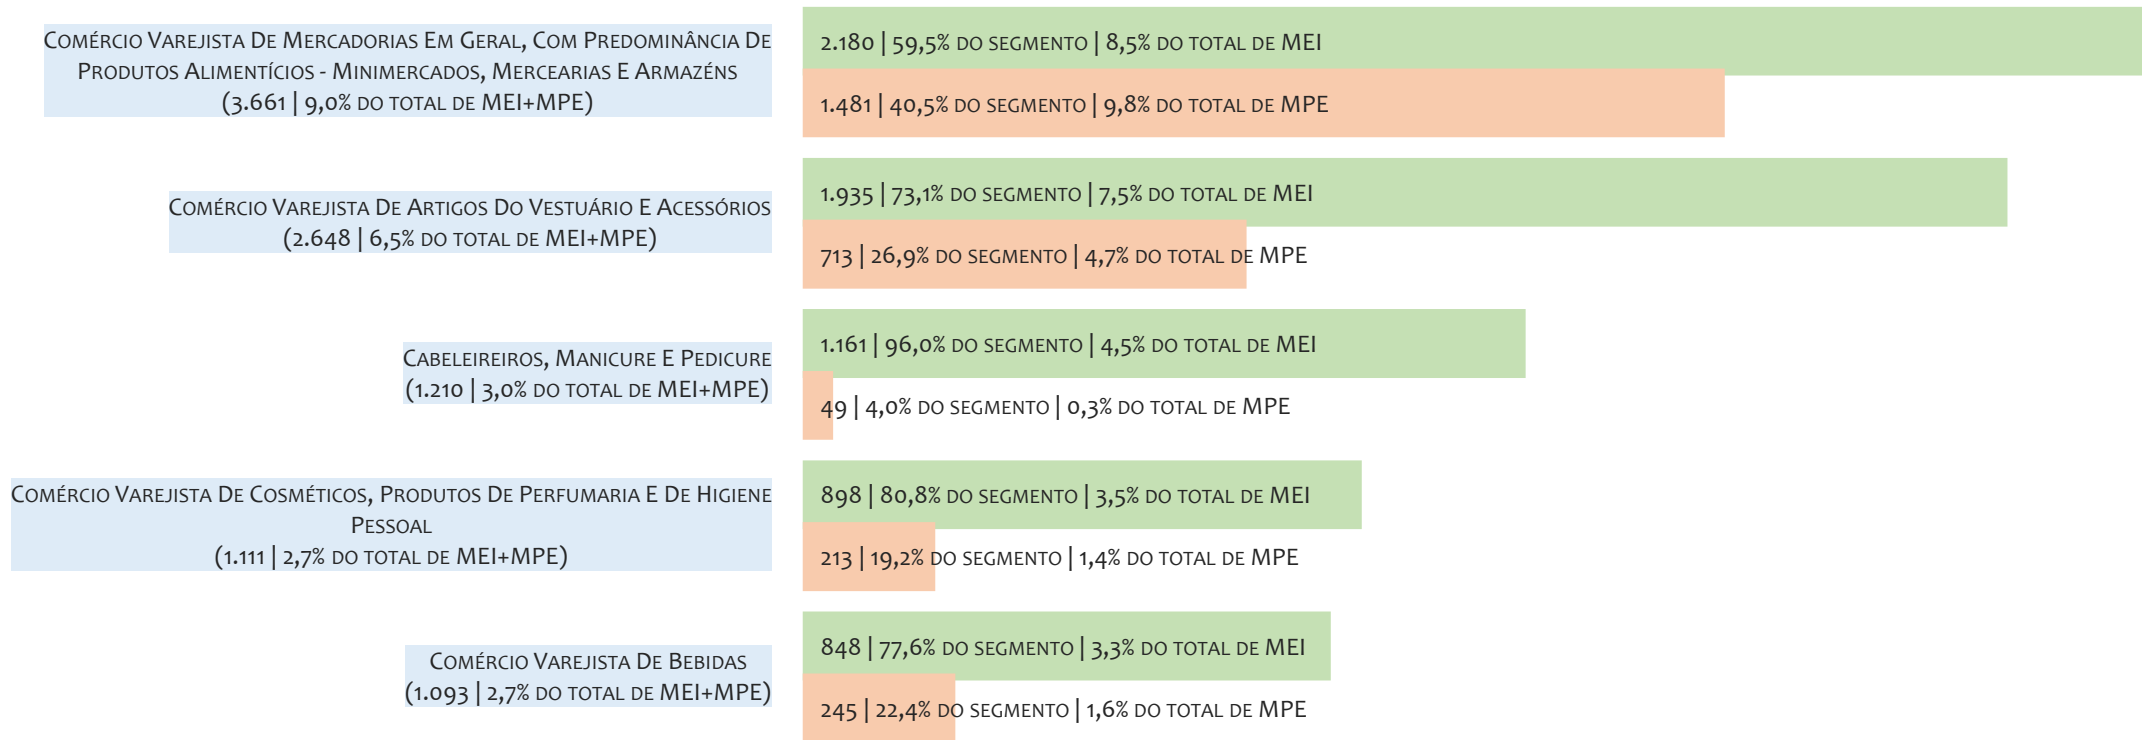 Comércio Varejista De Mercadorias Em Geral, Com Predominância De
Produtos Alimentícios - Minimercados, Mercearias E Armazéns
(3.661 | 9,0% do total de MEI+MPE)
2.180 | 59,5% do segmento | 8,5% do total de MEI
1.481 | 40,5% do segmento | 9,8% do total de MPE
Comércio Varejista De Artigos Do Vestuário E Acessórios
(2.648 | 6,5% do total de MEI+MPE)
1.935 | 73,1% do segmento | 7,5% do total de MEI
713 | 26,9% do segmento | 4,7% do total de MPE
Cabeleireiros, Manicure E Pedicure
(1.210 | 3,0% do total de MEI+MPE)
1.161 | 96,0% do segmento | 4,5% do total de MEI
49 | 4,0% do segmento | 0,3% do total de MPE
Comércio Varejista De Cosméticos, Produtos De Perfumaria E De Higiene
Pessoal
(1.111 | 2,7% do total de MEI+MPE)
898 | 80,8% do segmento | 3,5% do total de MEI
213 | 19,2% do segmento | 1,4% do total de MPE
Comércio Varejista De Bebidas
(1.093 | 2,7% do total de MEI+MPE)
848 | 77,6% do segmento | 3,3% do total de MEI
245 | 22,4% do segmento | 1,6% do total de MPE